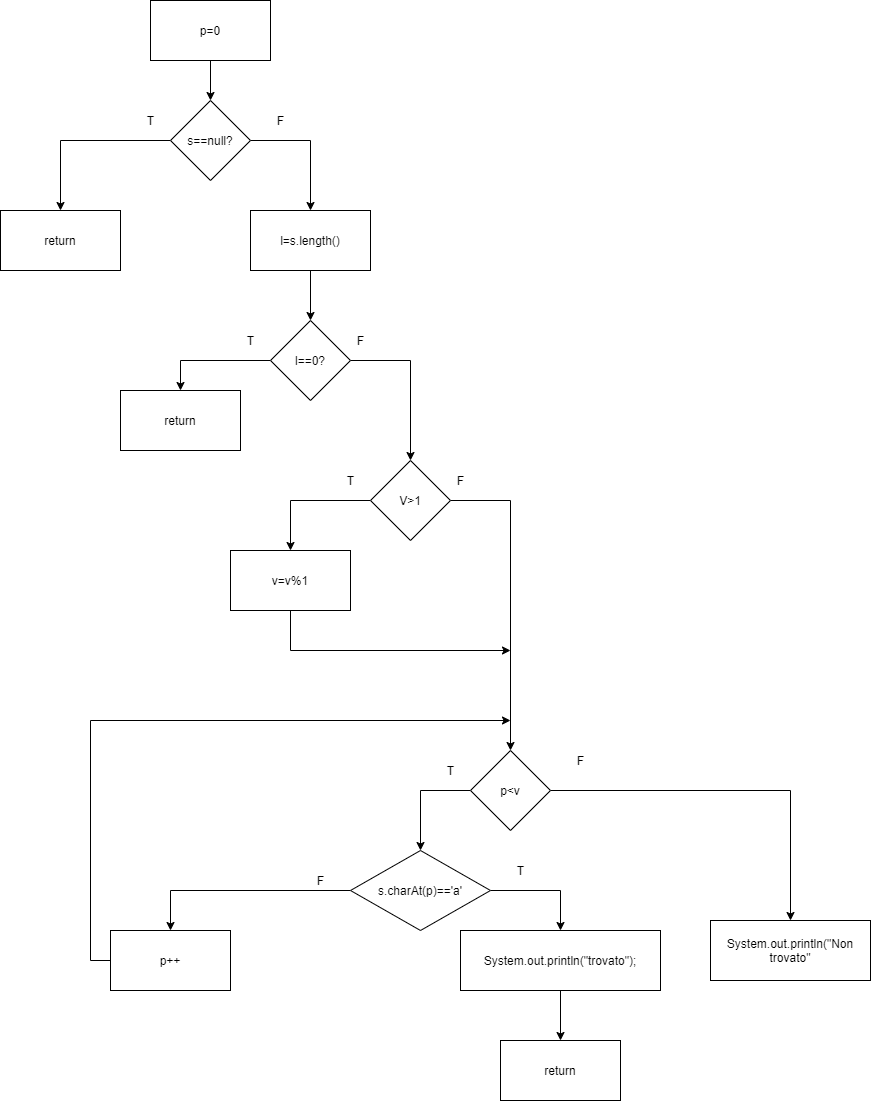 p=0
T
F
s==null?
return
l=s.length()
T
F
l==0?
return
T
F
V>1
v=v%1
T
F
p<v
F
s.charAt(p)=='a'
T
p++
System.out.println("trovato");
System.out.println("Non
trovato"
return